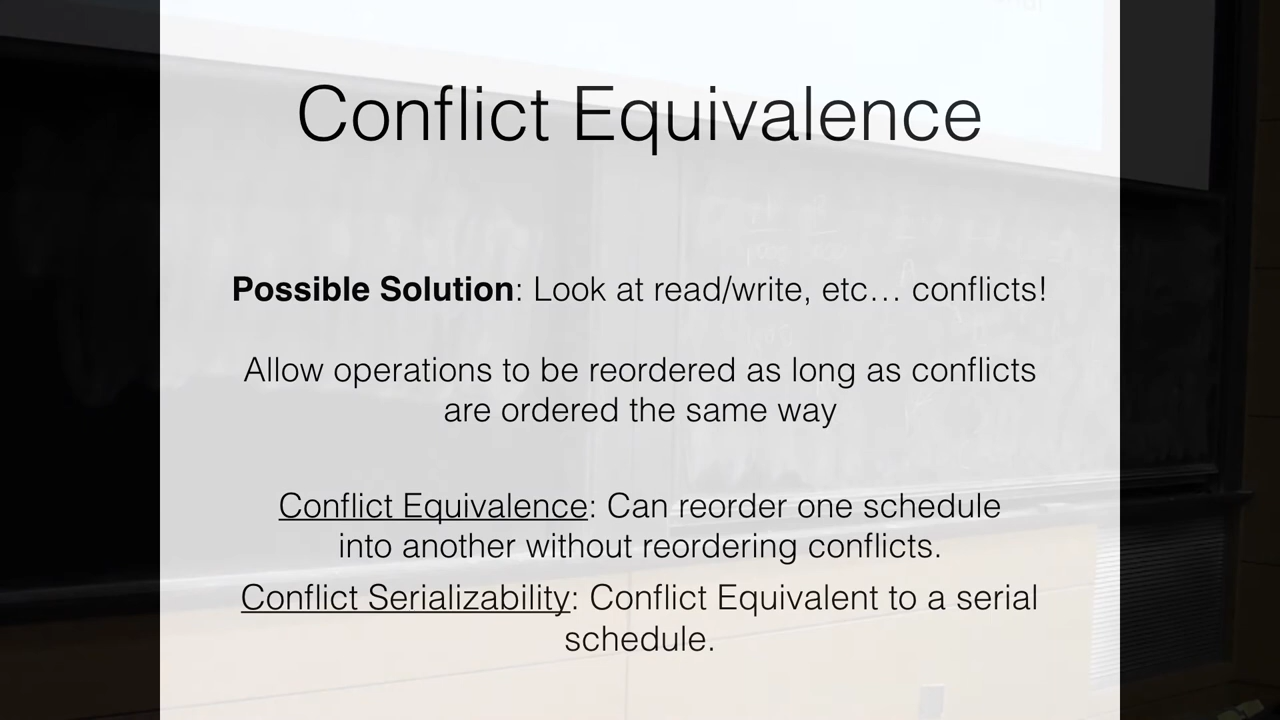 Conflict Equivalence
Possible Solution: Look at read/write, etc… conflicts!
Allow operations to be reordered as long as conflicts
are ordered the same way
Conflict Equivalence: Can reorder one schedule
into another without reordering conflicts.
Conflict Serializability: Conflict Equivalent to a serial
schedule.